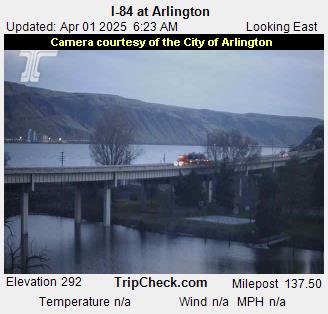 I-84 at Arlington
Updated: Apr 01 2025 6:23 AM Looking East
Camera courtesy of the City of Arlington
Elevation 292 TripCheck.com Milepost 137.50
Temperature n/a Wind n/a MPH n/a